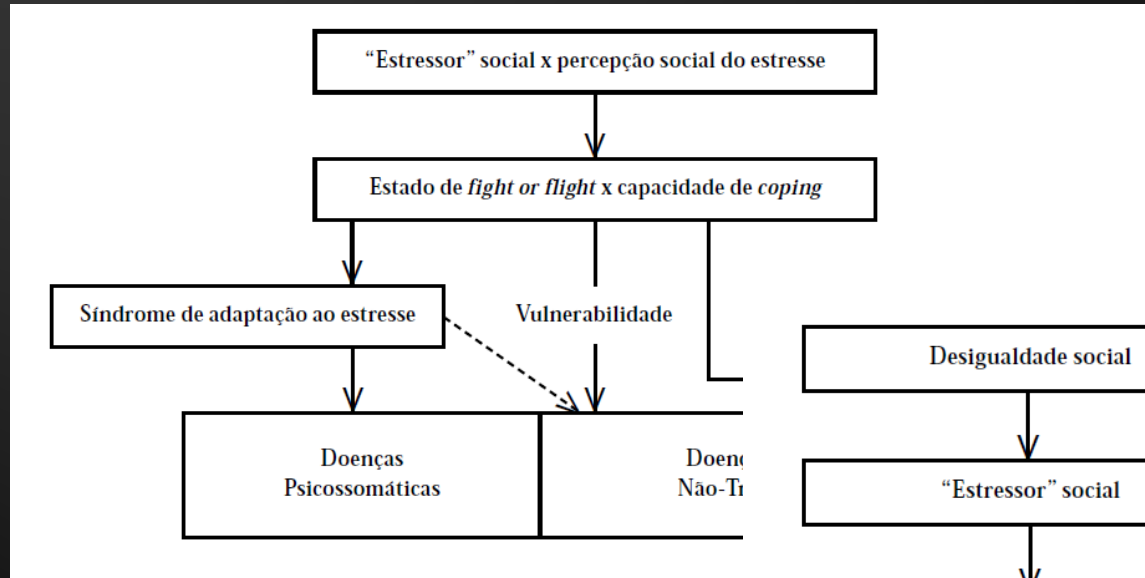 “Estressor” social x percepção social do estresse
Estado de fight or flight x capacidade de coping
Síndrome de adaptação ao estresse
Vulnerabilidade
Doenças
Psicossomáticas
Não-
Desigualdade social
“Estressor” social